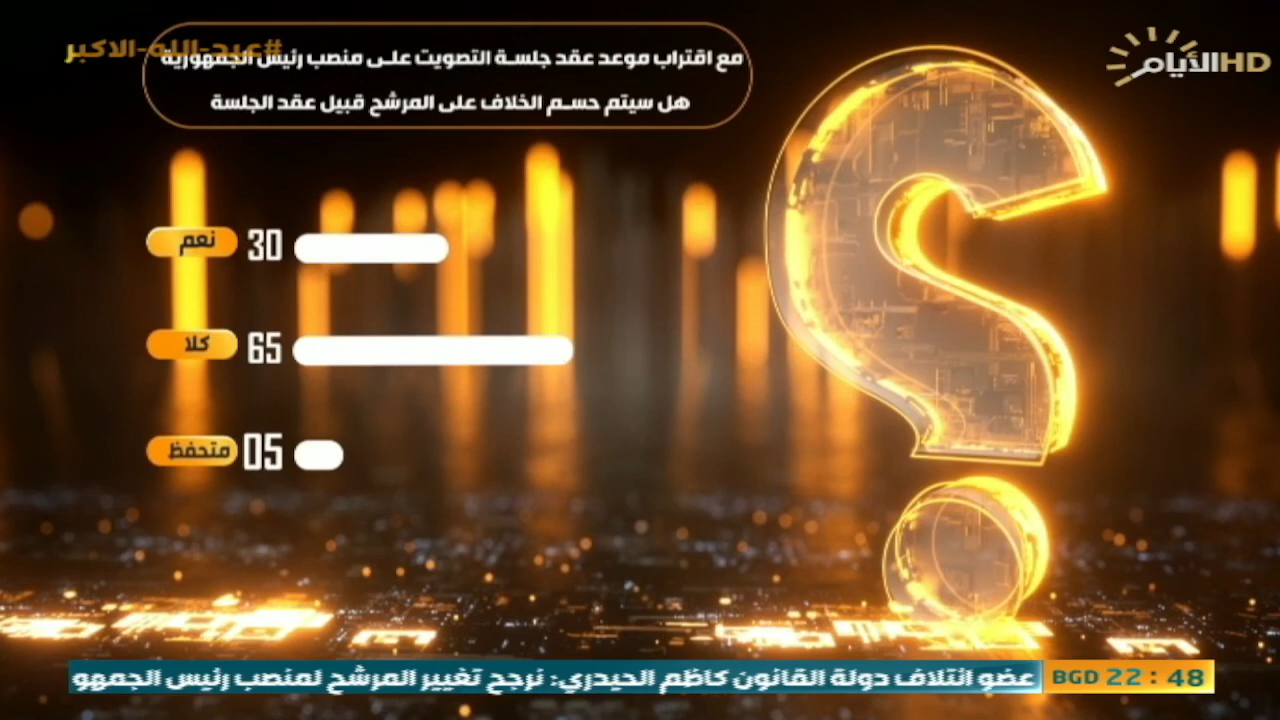 #عبد-الله-الاكبر
الأيام HD
مع اقتراب موعد عقد جلسة التصويت على منصب رئيس الجمهورية
هل سيتم حسم الخلاف على المرشح قبيل عقد الجلسة
نعم 30
كلا 65
متحفظ 05
عضو ائتلاف دولة القانون كاظم الحيدري: نرجح تغيير المرشح لمنصب رئيس الجمهو
BGD 22 : 48